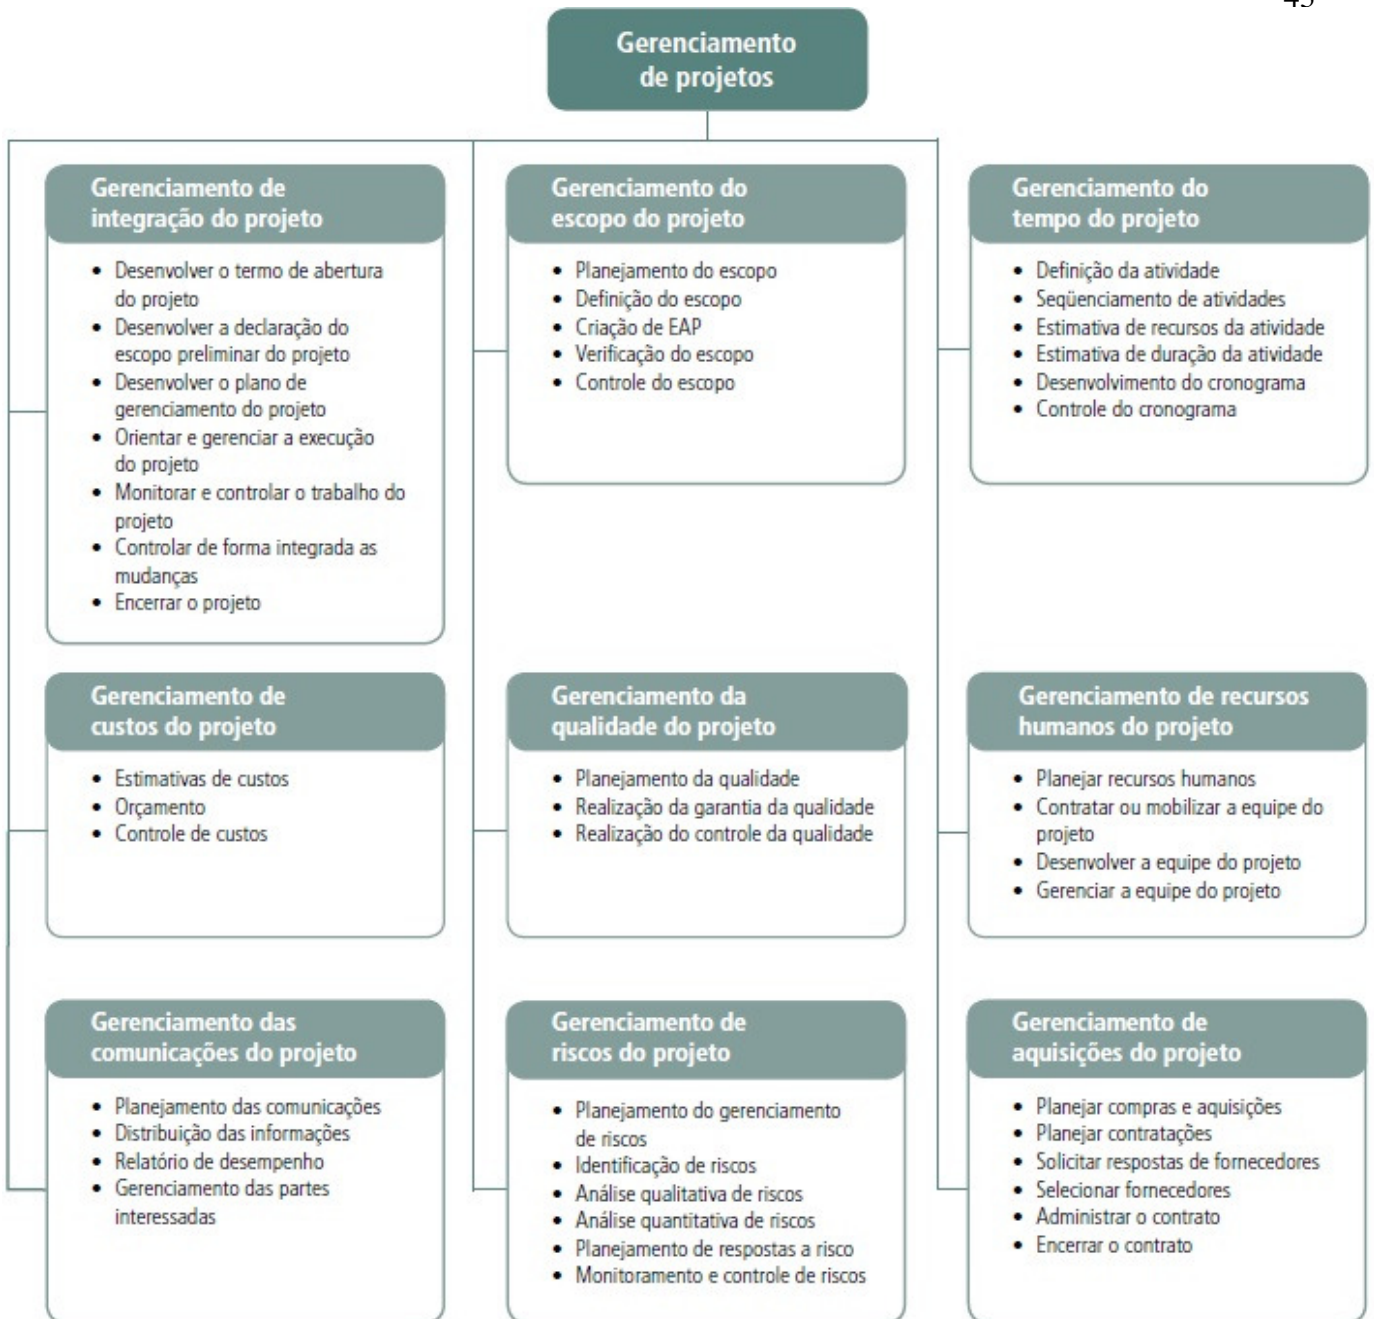 Gerenciamento
de projetos
Gerenciamento de
integração do projeto
• Desenvolver o termo de abertura
do projeto
• Desenvolver a declaração do
escopo preliminar do projeto
• Desenvolver o plano de
gerenciamento do projeto
• Orientar e gerenciar a execução
do projeto
• Monitorar e controlar o trabalho do
projeto
• Controlar de forma integrada as
mudanças
• Encerrar o projeto
Gerenciamento do
escopo do projeto
• Planejamento do escopo
• Definição do escopo
• Criação de EAP
• Verificação do escopo
• Controle do escopo
Gerenciamento do
tempo do projeto
• Definição da atividade
• Seqüenciamento de atividades
• Estimativa de recursos da atividade
• Estimativa de duração da atividade
• Desenvolvimento do cronograma
• Controle do cronograma
Gerenciamento de
custos do projeto
• Estimativas de custos
• Orçamento
• Controle de custos
Gerenciamento da
qualidade do projeto
• Planejamento da qualidade
• Realização da garantia da qualidade
• Realização do controle da qualidade
Gerenciamento de recursos
humanos do projeto
• Planejar recursos humanos
• Contratar ou mobilizar a equipe do
projeto
• Desenvolver a equipe do projeto
• Gerenciar a equipe do projeto
Gerenciamento das
comunicações do projeto
• Planejamento das comunicações
• Distribuição das informações
• Relatório de desempenho
• Gerenciamento das partes
interessadas
Gerenciamento de
riscos do projeto
• Planejamento do gerenciamento
de riscos
• Identificação de riscos
• Análise qualitativa de riscos
• Análise quantitativa de riscos
• Planejamento de respostas a risco
• Monitoramento e controle de riscos
Gerenciamento de
aquisições do projeto
• Planejar compras e aquisições
• Planejar contratações
• Solicitar respostas de fornecedores
• Selecionar fornecedores
• Administrar o contrato
• Encerrar o contrato